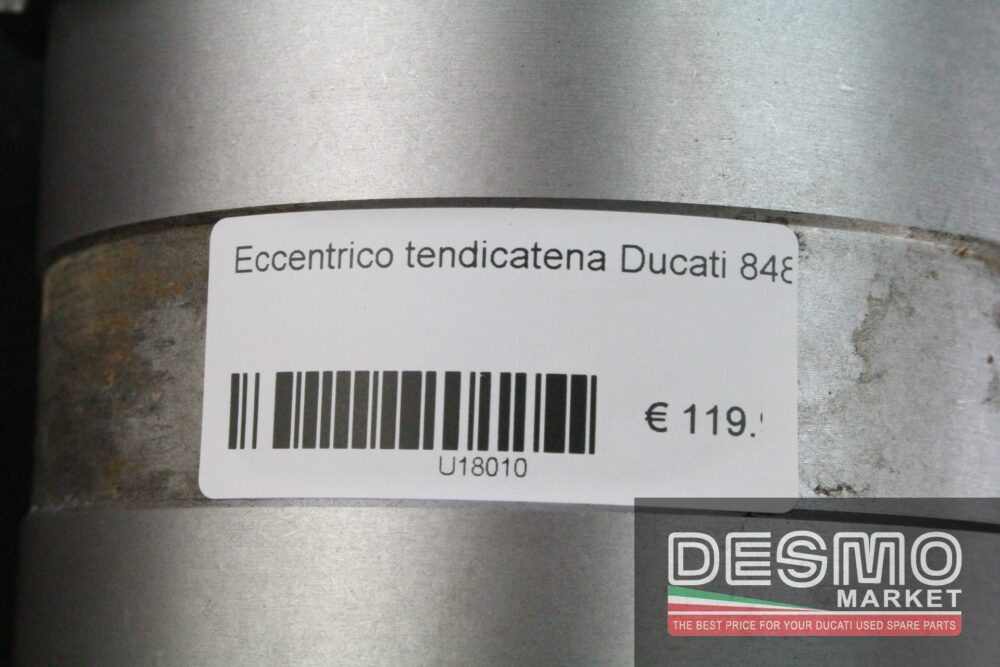 Eccentrico tendicatena Ducati 848
€ 119.
U18010
DESMO
MARKET
THE BEST PRICE FOR YOUR DUCATI USED SPARE PARTS